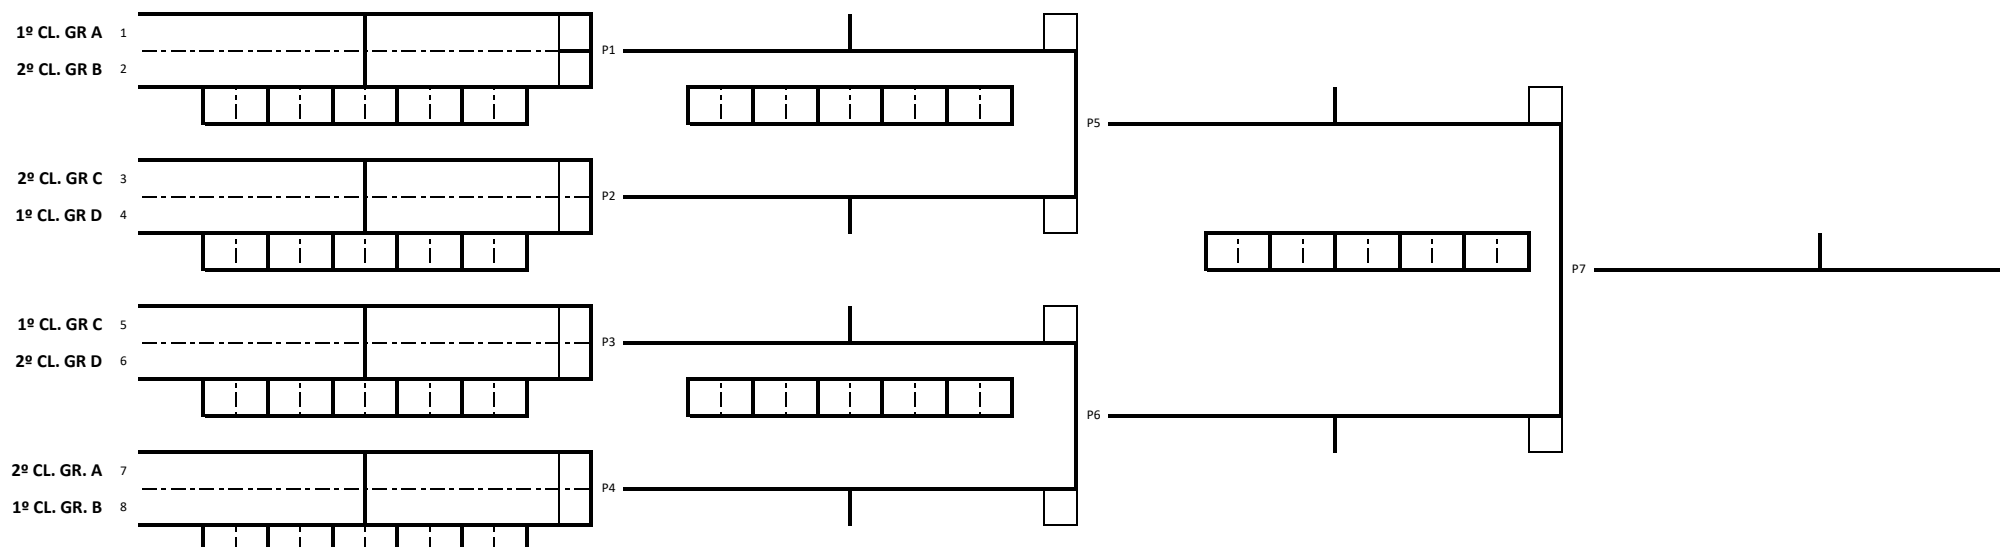 1º CL. GR A 1
P1
2º CL. GR B 2
P5
2º CL. GR C 3
P2
1º CL. GR D 4
P7
1º CL. GR C 5
P3
2º CL. GR D 6
P6
2º CL. GR. A 7
P4
1º CL. GR. B 8